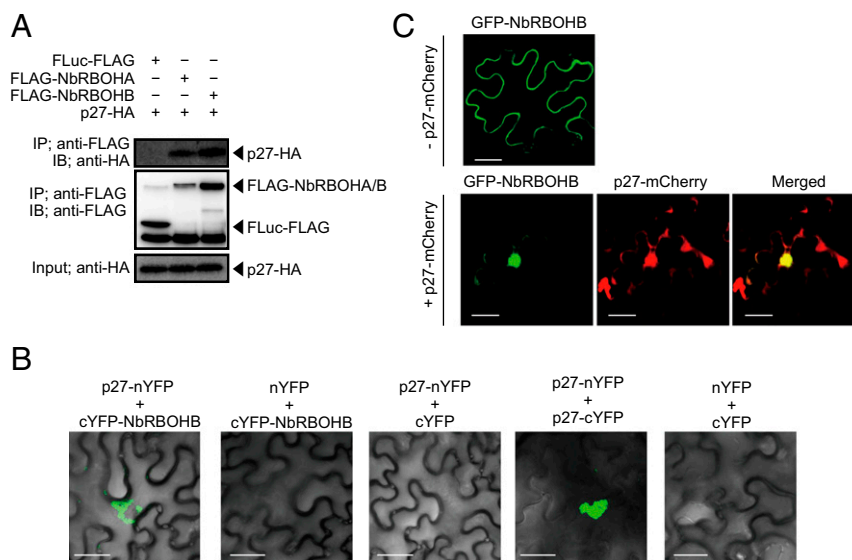 A
FLuc-FLAG + − −
FLAG-NbRBOHA − + −
FLAG-NbRBOHB − − +
p27-HA + + +
IP; anti-FLAG
IB; anti-HA
p27-HA
IP; anti-FLAG
IB; anti-FLAG
FLAG-NbRBOHA/B
FLuc-FLAG
Input; anti-HA
p27-HA
C
GFP-NbRBOHB
- p27-mCherry
GFP-NbRBOHB p27-mCherry Merged
+ p27-mCherry
B
p27-nYFP
+
cYFP-NbRBOHB
nYFP
+
cYFP-NbRBOHB
p27-nYFP
+
cYFP
p27-nYFP
+
p27-cYFP
nYFP
+
cYFP